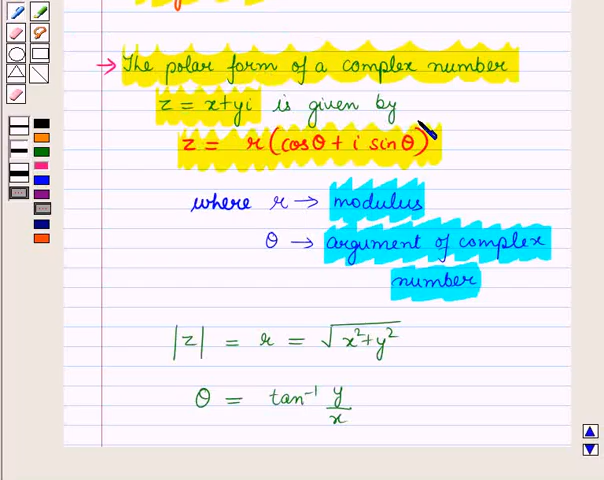 → The polar form of a complex number
z = x+yi is given by
z = r(cosθ + i sinθ)
where r → modulus
θ → argument of complex
number
|z| = r = √x²+y²
θ = tan⁻¹ y/x